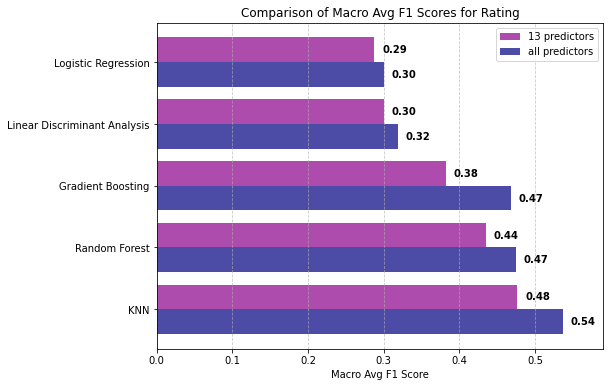 Comparison of Macro Avg F1 Scores for Rating
13 predictors
all predictors
Logistic Regression
0.29
0.30
Linear Discriminant Analysis
0.30
0.32
Gradient Boosting
0.38
0.47
Random Forest
0.44
0.47
KNN
0.48
0.54
0.0 0.1 0.2 0.3 0.4 0.5
Macro Avg F1 Score